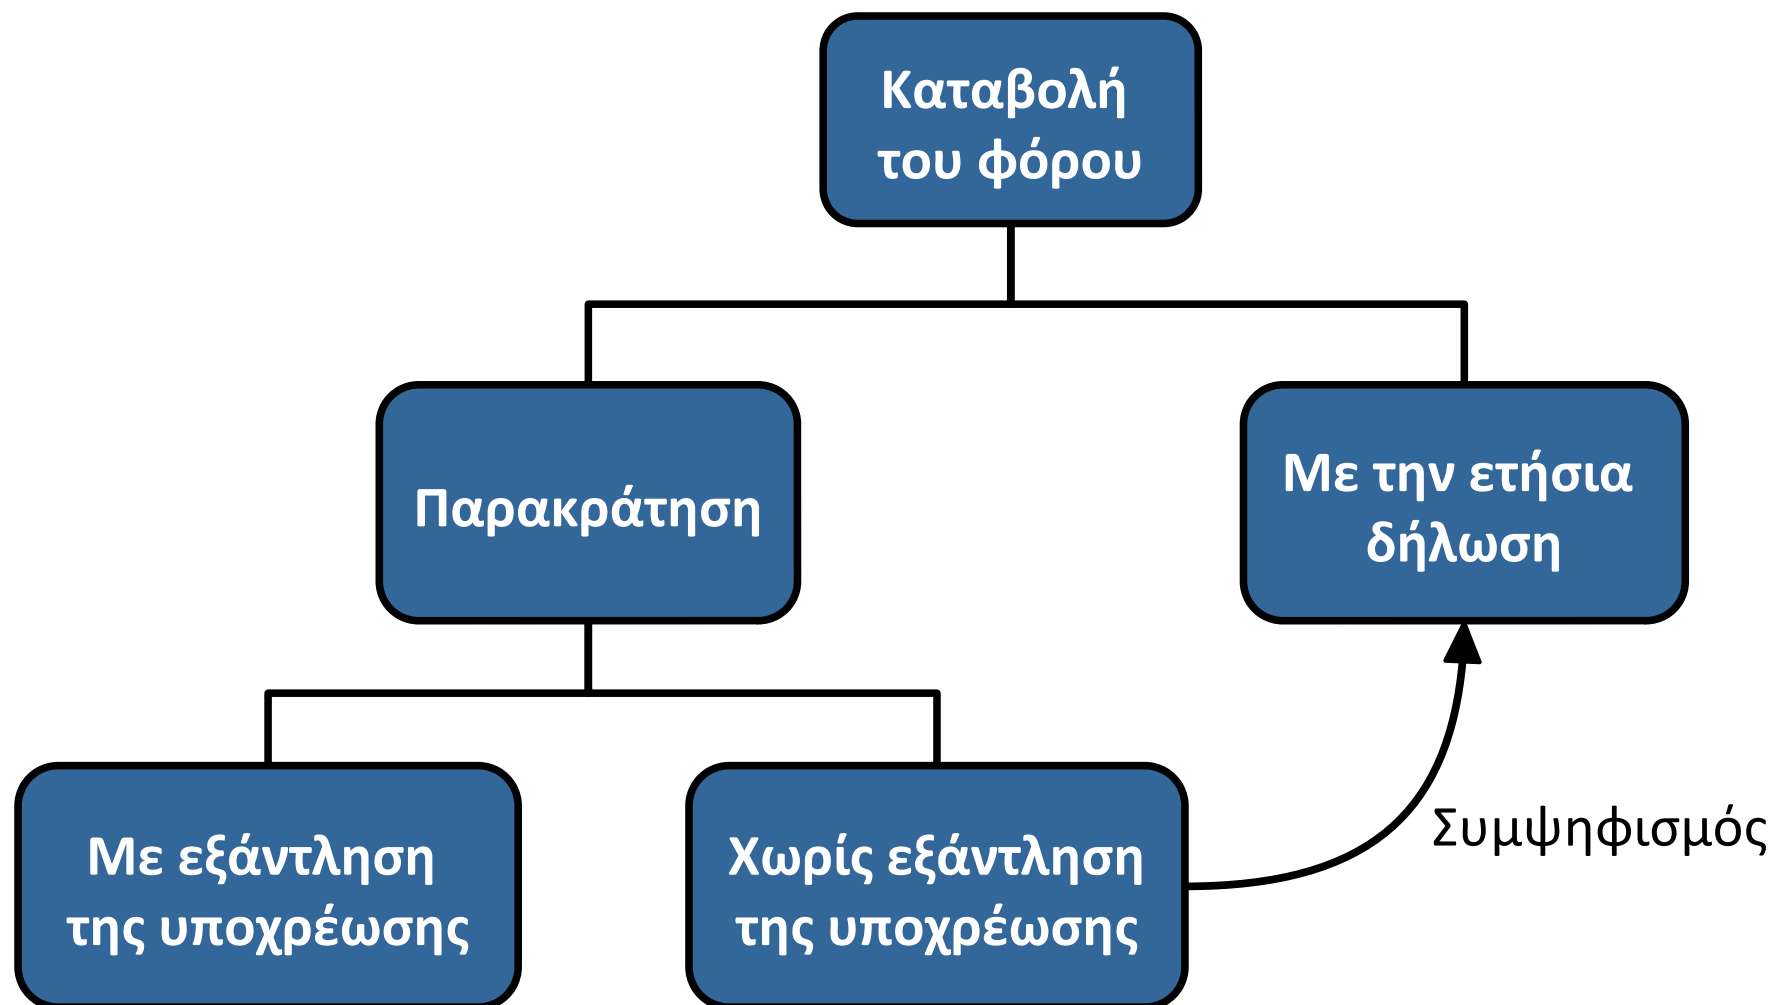 Καταβολή
του φόρου
Παρακράτηση
Με την ετήσια
δήλωση
Με εξάντληση
της υποχρέωσης
Χωρίς εξάντληση
της υποχρέωσης
Συμψηφισμός